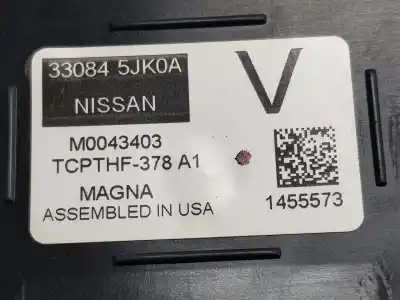 33084 5JK0A
NISSAN
V
M0043403
TCPTHF-378 A1
MAGNA
ASSEMBLED IN USA
1455573